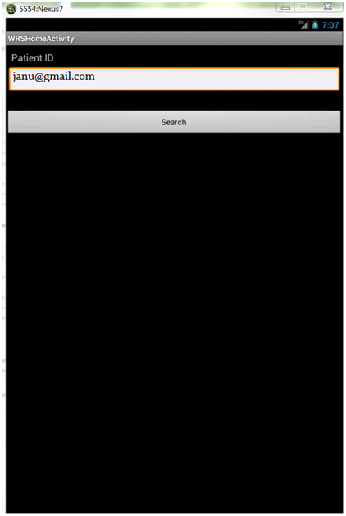 5554:Nexus7
7:07
WRSHomeActivity
Patient ID
janu@gmail.com
Search